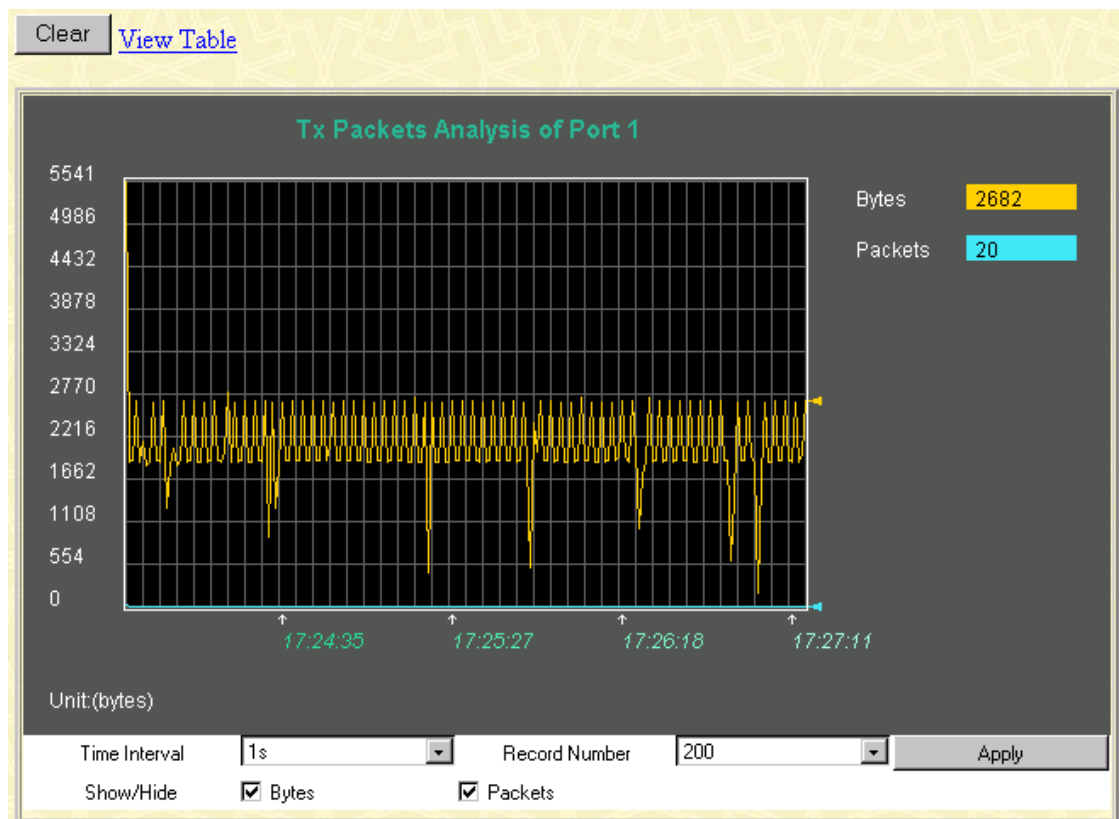 Clear View Table
Tx Packets Analysis of Port 1
5541
4986
4432
3878
3324
2770
2216
1662
1108
554
0
Bytes 2682
Packets 20
17:24:35 17:25:27 17:26:18 17:27:11
Unit:(bytes)
Time Interval 1s Record Number 200 Apply
Show/Hide Bytes Packets